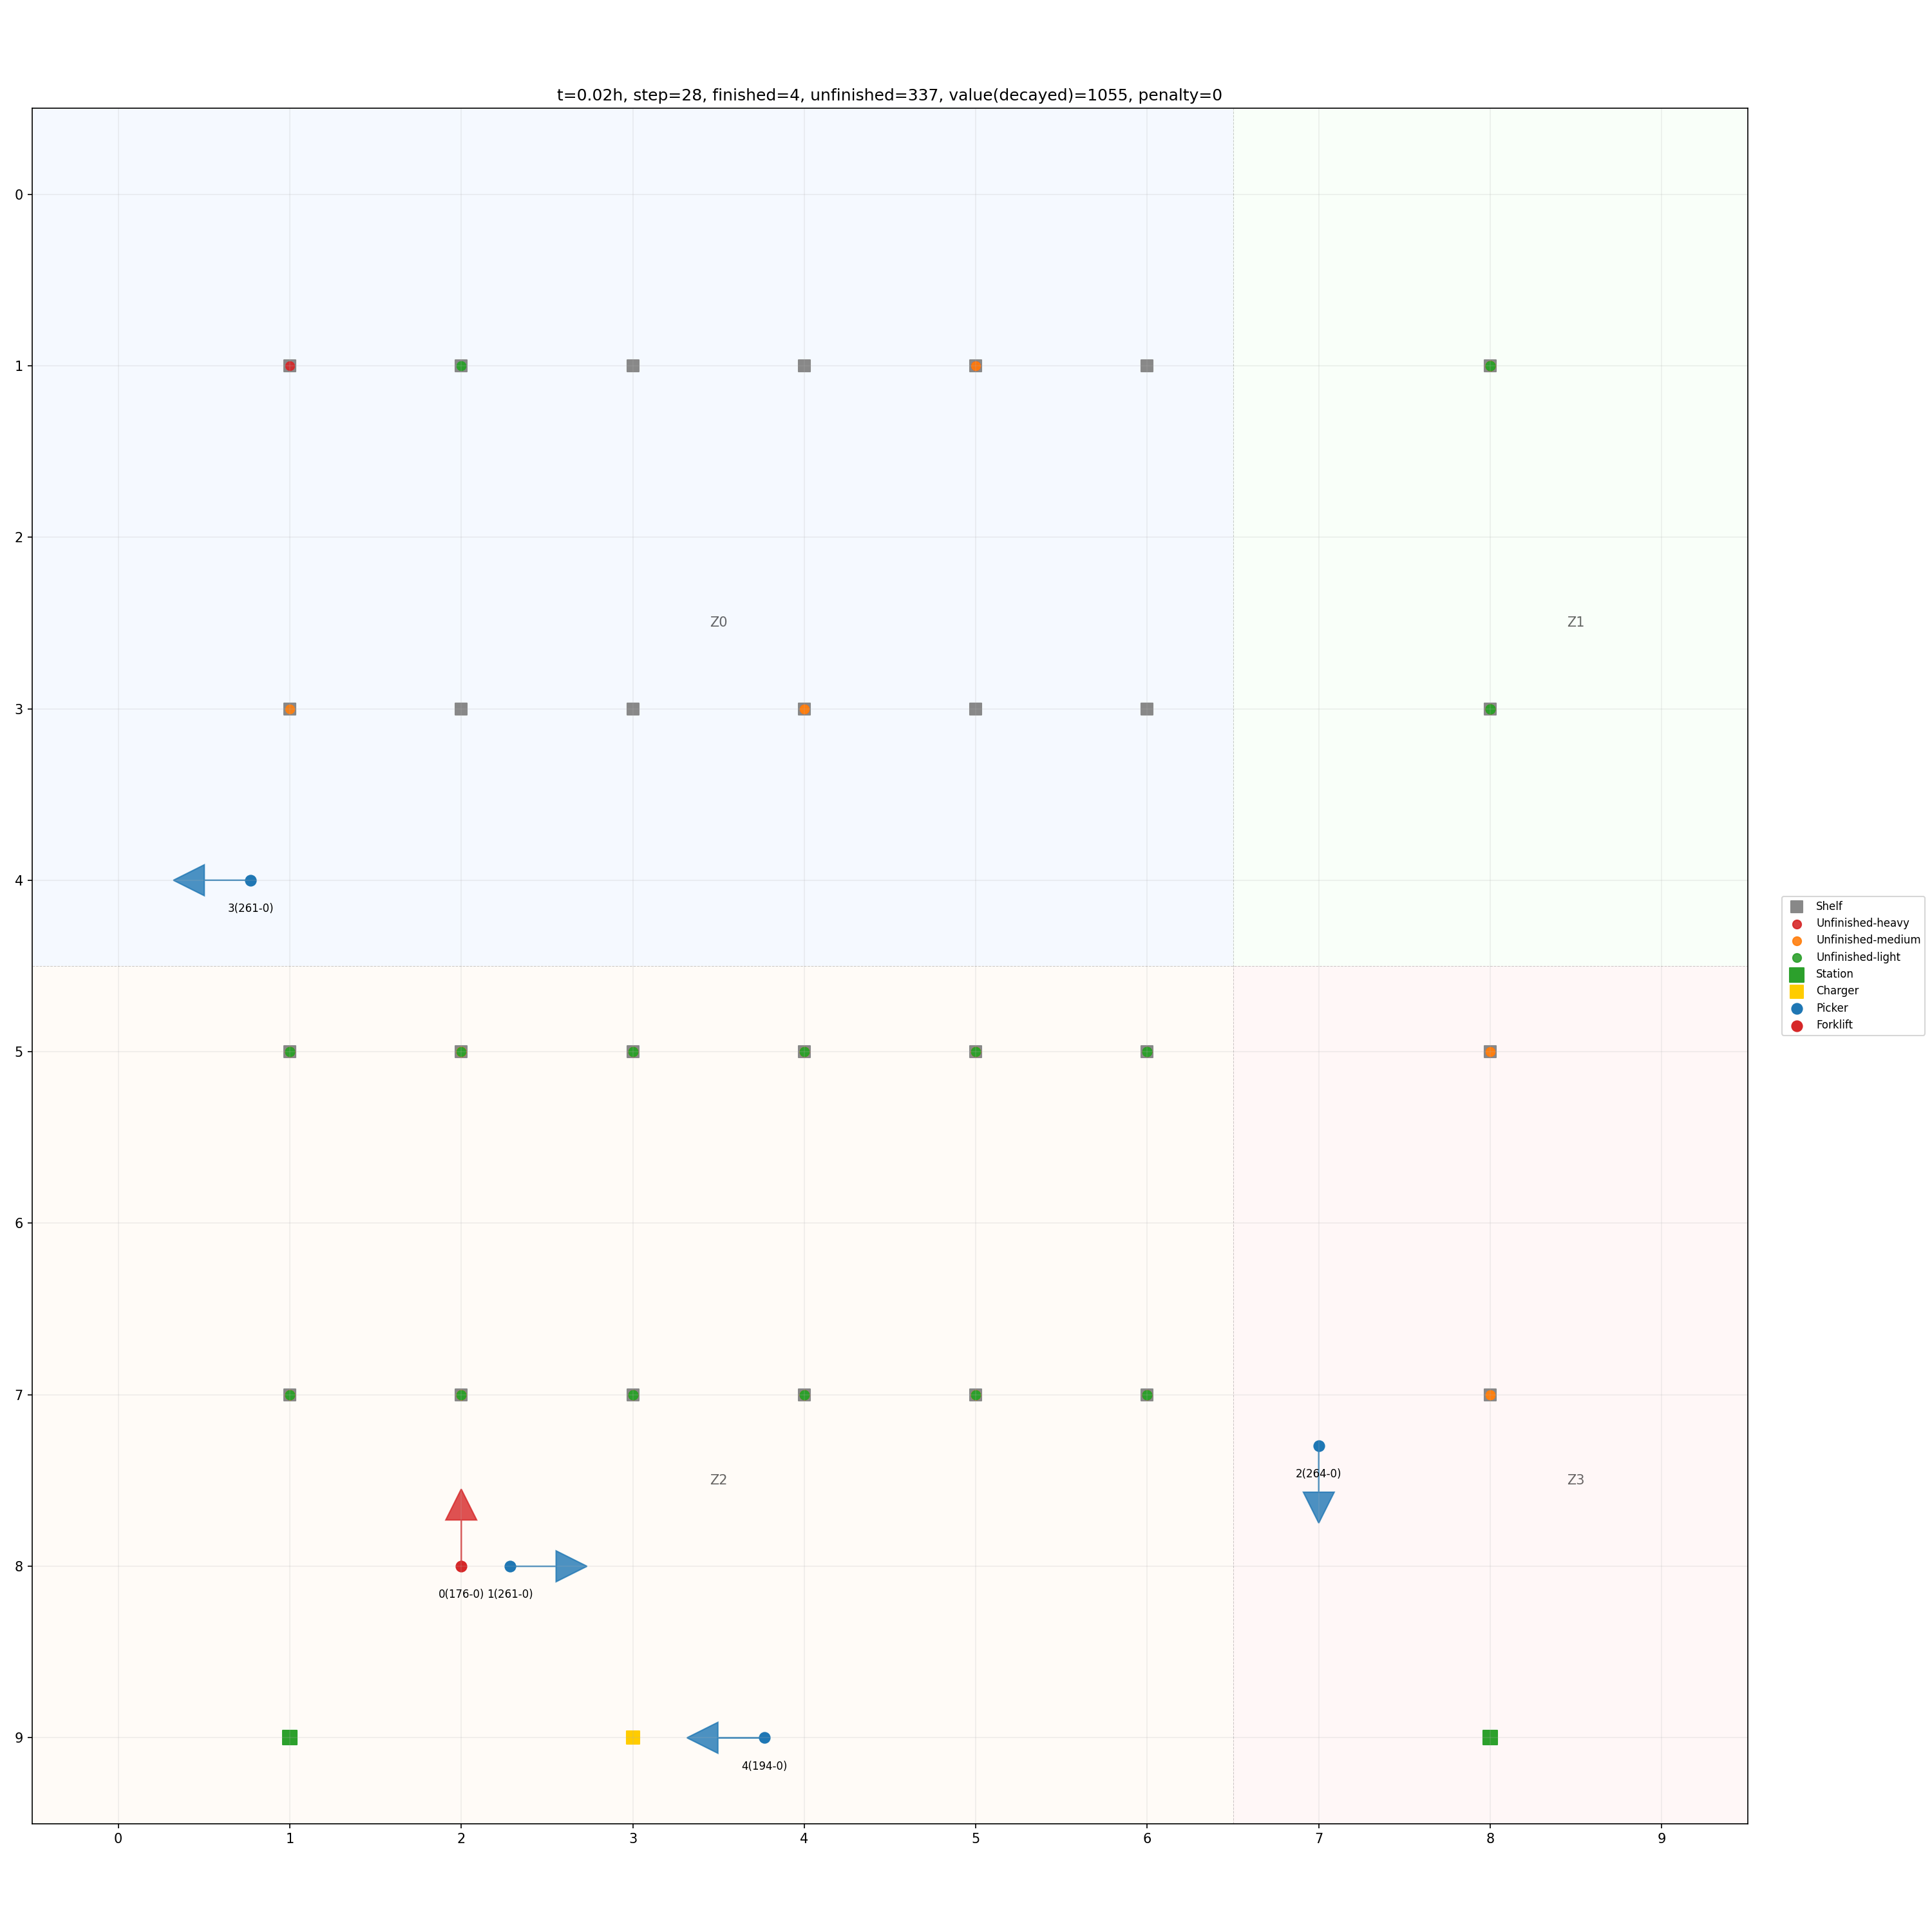 t=0.02h, step=28, finished=4, unfinished=337, value(decayed)=1055, penalty=0
0
1
2
Z0
Z1
3
4
3(261-0)
Shelf
Unfinished-heavy
Unfinished-medium
Unfinished-light
Station
Charger
Picker
Forklift
5
6
7
2(264-0)
Z2
Z3
8
0(176-0)
1(261-0)
9
4(194-0)
0
1
2
3
4
5
6
7
8
9